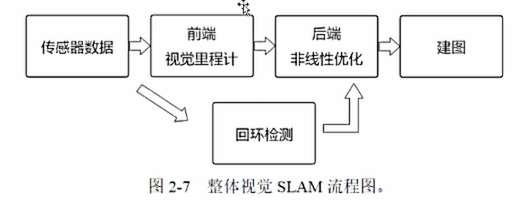 传感器数据
前端
视觉里程计
后端
非线性优化
建图
回环检测
图 2-7 整体视觉 SLAM 流程图。